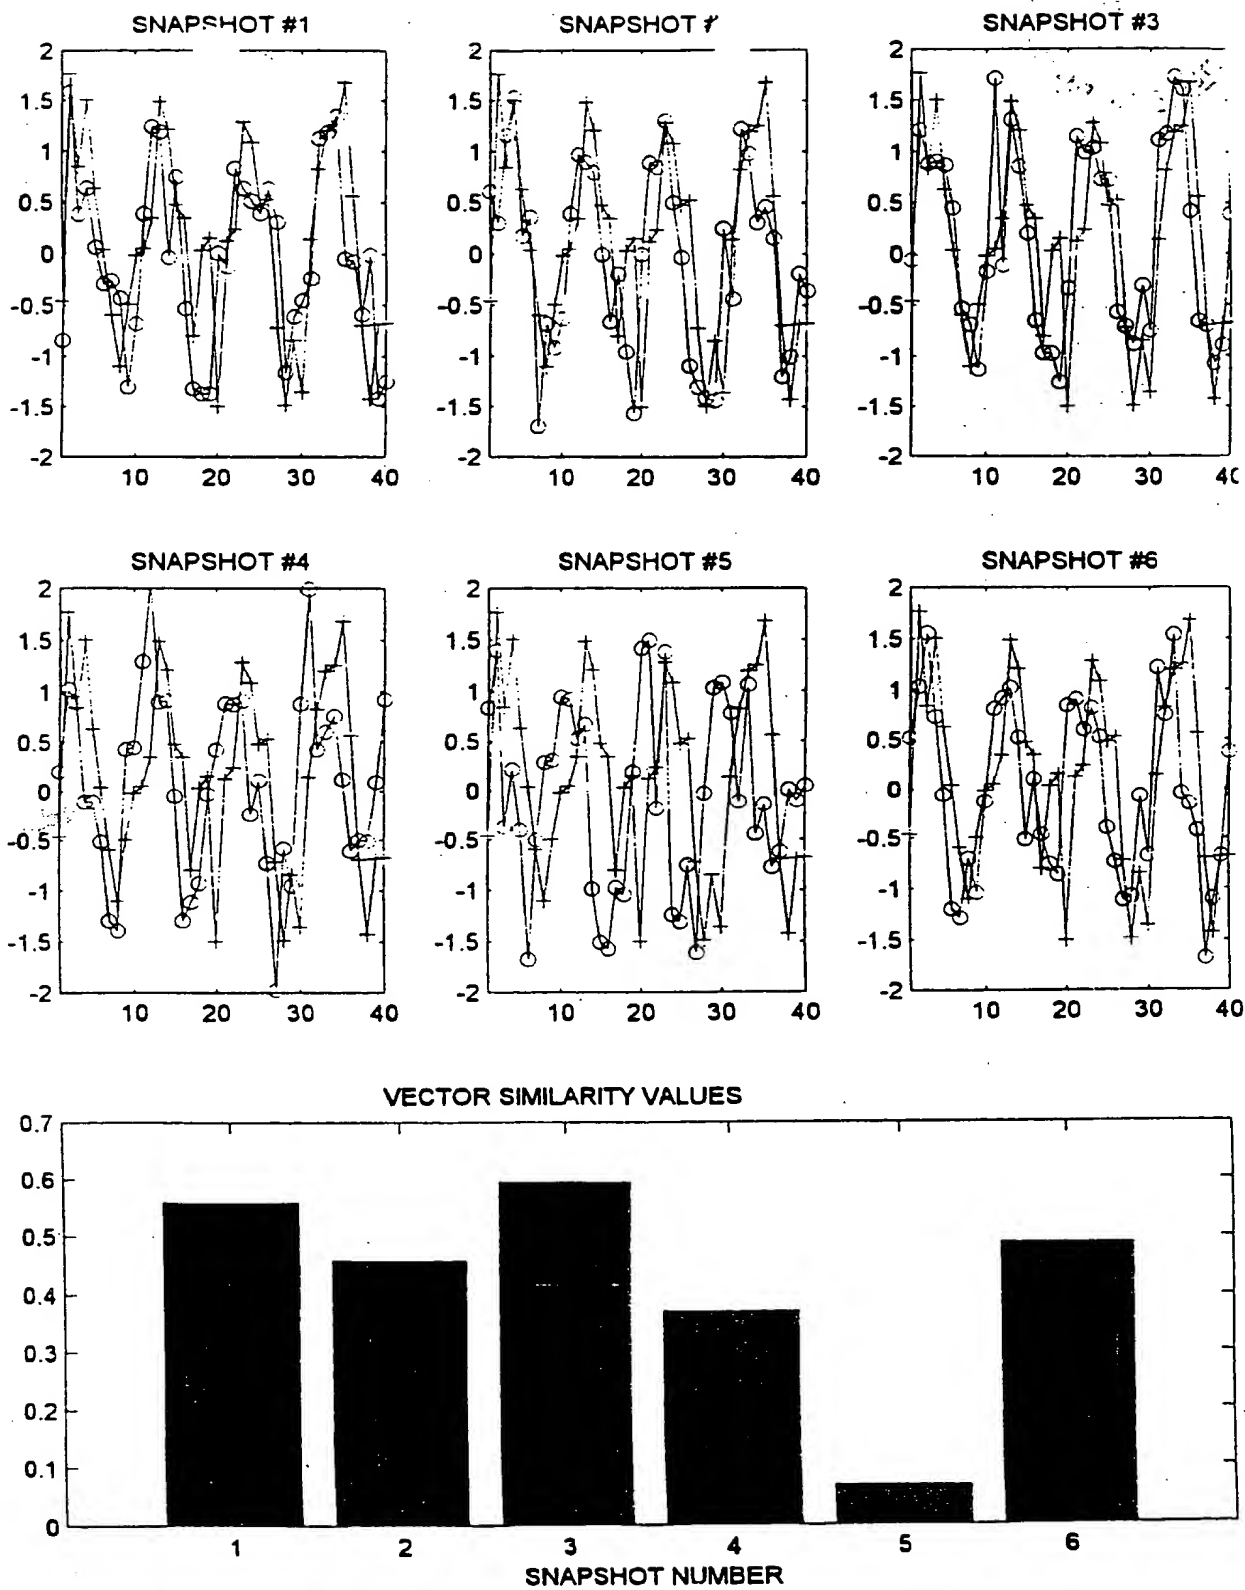 SNAPSHOT #1
SNAPSHOT
SNAPSHOT #3
2 1.5 1 0.5 0 -0.5 -1 -1.5 -2
10 20 30 40
2 1.5 1 0.5 0 -0.5 -1 -1.5 -2
10 20 30 40
2 1.5 1 0.5 0 -0.5 -1 -1.5 -2
10 20 30
SNAPSHOT #4
SNAPSHOT #5
SNAPSHOT #6
2 1.5 1 0.5 0 -0.5 -1 -1.5 -2
10 20 30 40
2 1.5 1 0.5 0 -0.5 -1 -1.5 -2
10 20 30 40
2 1.5 1 0.5 0 -0.5 -1 -1.5 -2
10 20 30 40
VECTOR SIMILARITY VALUES
0.7
0.6
0.5
0.4
0.3
0.2
0.1
0
1 2 3 4 5 6
SNAPSHOT NUMBER